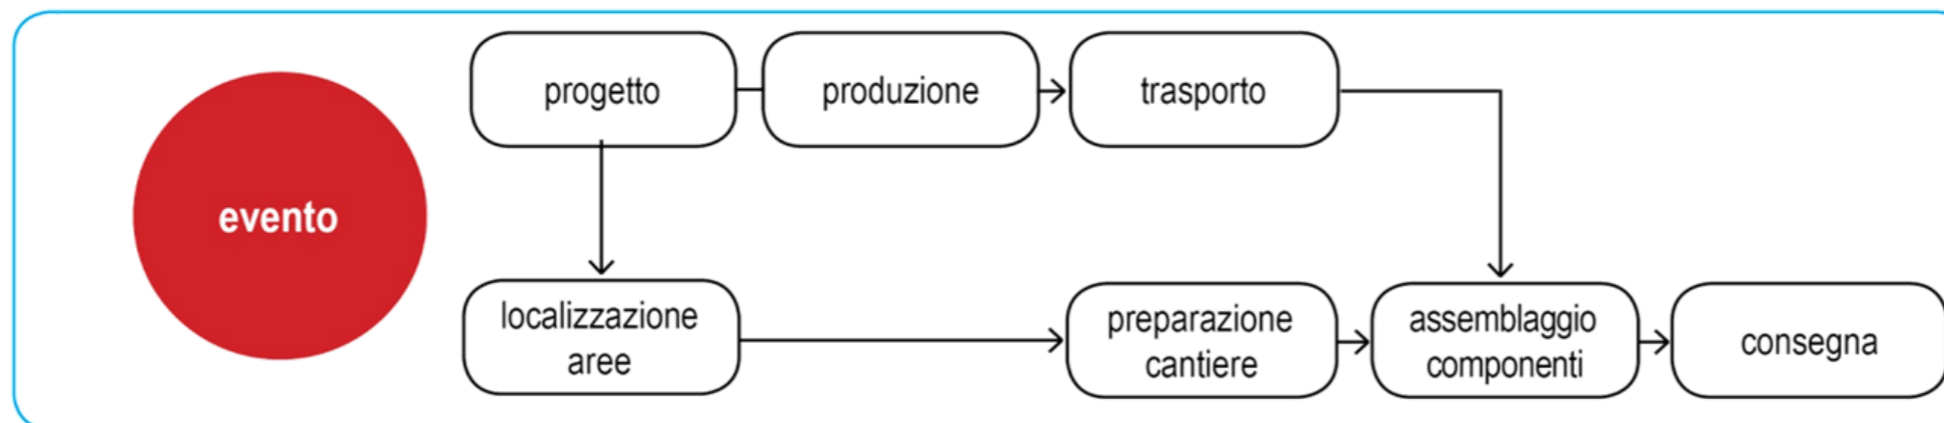 progetto
produzione
trasporto
evento
localizzazione
aree
preparazione
cantiere
assemblaggio
componenti
consegna